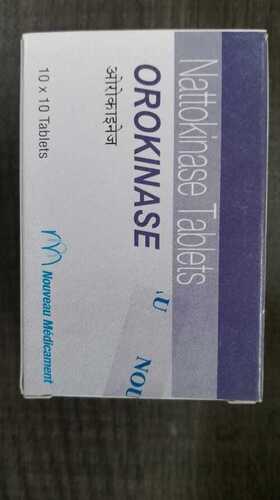 Nattokinase Tablets
OROKINASE
ओरोकाइनेज
10 x 10 Tablets
Nouveau Médicament